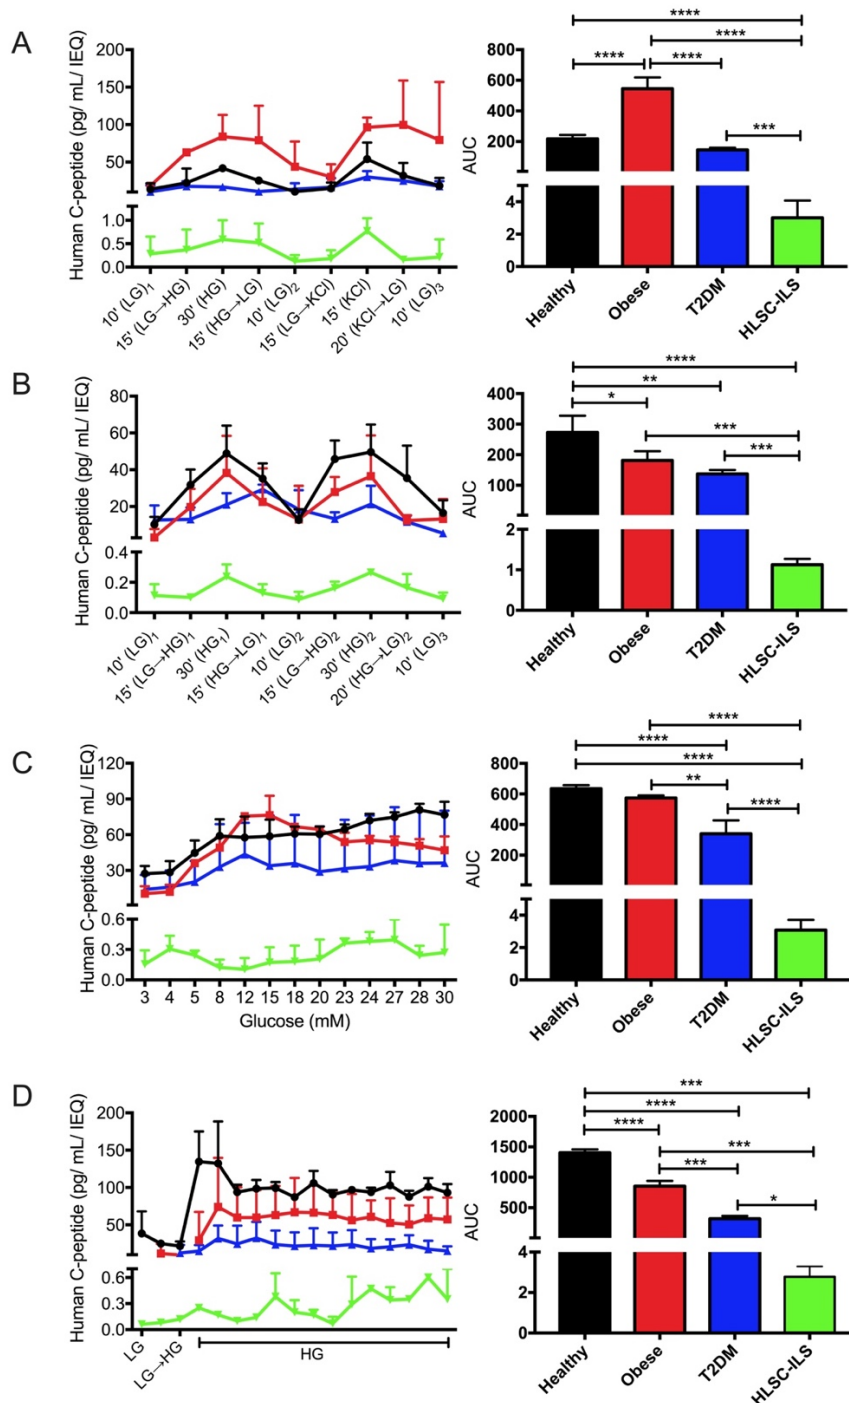 A
Human C-peptide (pg/ mL/ IEQ)
200
150
100
50
1.0
0.5
0.0
10' (LG)₁
15' (LG→HG)
30' (HG)
15' (HG→LG)
10' (LG)₂
15' (LG→KCl)
15' (KCl)
20' (KCl→LG)
10' (LG)₃
****
****
**** ****
***
AUC
800
600
400
200
4
2
0
Healthy
Obese
T2DM
HLSC-ILS
B
Human C-peptide (pg/ mL/ IEQ)
80
60
40
20
0.4
0.2
0.0
10' (LG)₁
15' (LG→HG)₁
30' (HG₁)
15' (HG→LG)₁
10' (LG)₂
15' (LG→HG)₂
30' (HG)₂
20' (HG→LG)₂
10' (LG)₃
****
**
*
***
***
AUC
400
300
200
100
2
1
0
Healthy
Obese
T2DM
HLSC-ILS
C
Human C-peptide (pg/ mL/ IEQ)
120
90
60
30
0.6
0.3
0.0
3 4 5 8 12 15 18 20 23 24 27 28 30
Glucose (mM)
****
****
****
**
****
AUC
800
600
400
200
4
2
0
Healthy
Obese
T2DM
HLSC-ILS
D
Human C-peptide (pg/ mL/ IEQ)
200
150
100
50
0.6
0.3
0.0
LG
LG→HG
HG
***
****
****
***
***
*
AUC
2000
1500
1000
500
4
2
0
Healthy
Obese
T2DM
HLSC-ILS